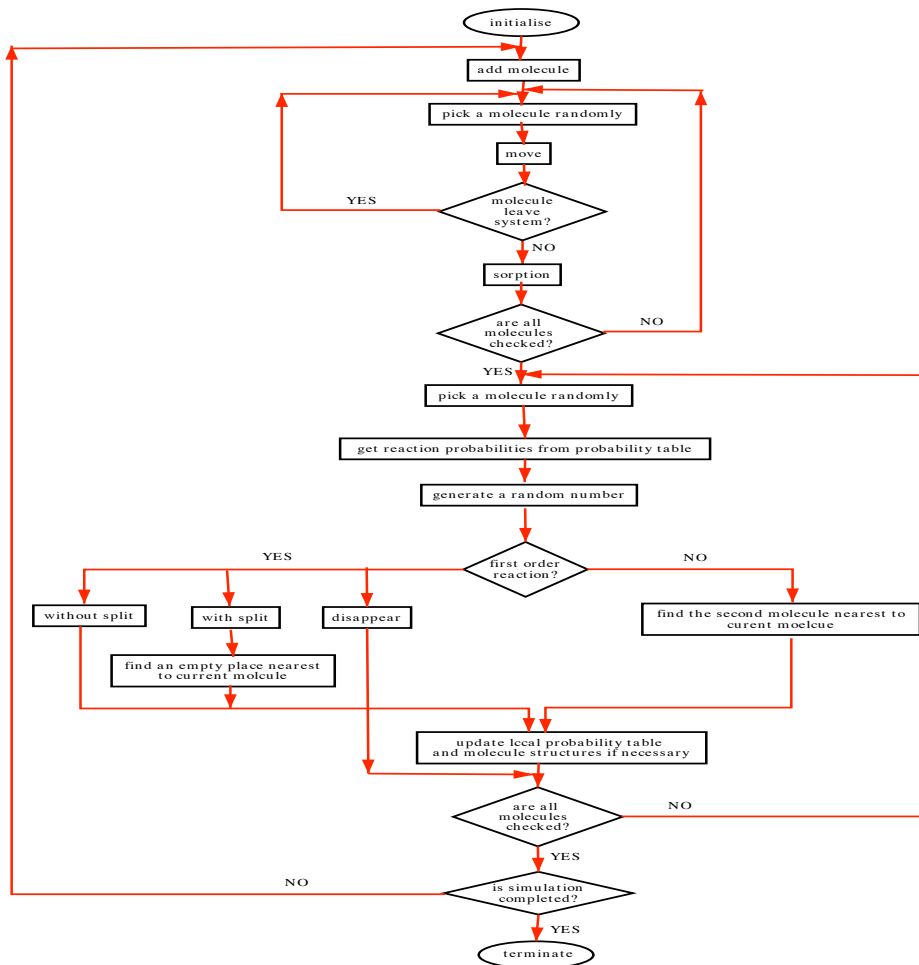 initialise
add molecule
pick a molecule randomly
move
YES
molecule
leave
system?
NO
sorption
are all
molecules
checked?
NO
YES
pick a molecule randomly
get reaction probabilities from probability table
generate a random number
YES
first order
reaction?
NO
without split
with split
disappear
find the second molecule nearest to
curent moelcue
find an empty place nearest
to current molcule
update lccal probability table
and molecule structures if necessary
are all
molecules
checked?
NO
YES
NO
is simulation
completed?
YES
terminate